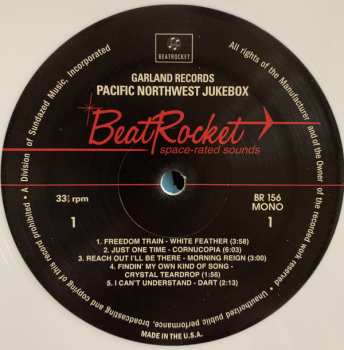 BEATROCKET
GARLAND RECORDS
PACIFIC NORTHWEST JUKEBOX
BeatRocket
space-rated sounds
33⅓ rpm
BR 156
MONO
1
1
1. FREEDOM TRAIN - WHITE FEATHER (3:58)
2. JUST ONE TIME - CORNUCOPIA (6:03)
3. REACH OUT I'LL BE THERE - MORNING REIGN (3:00)
4. FINDIN' MY OWN KIND OF SONG -
CRYSTAL TEARDROP (1:56)
5. I CAN'T UNDERSTAND - DART (2:13)
MADE IN U.S.A.
A Division of Sundazed Music, Incorporated
All rights of the Manufacturer and of the Owner of the recorded work reserved. • Unauthorized public performance, broadcasting and copying of this record prohibited •